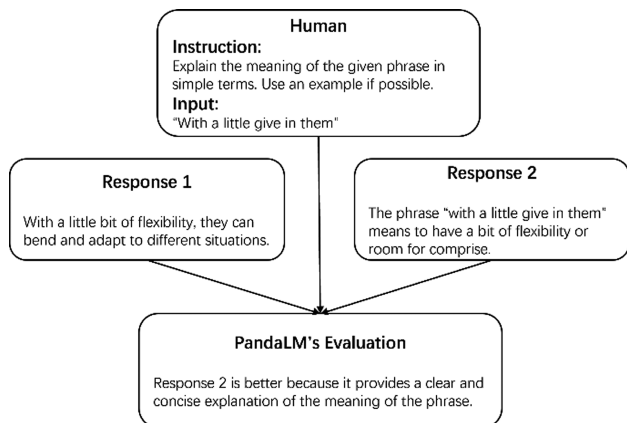 Human
Instruction:
Explain the meaning of the given phrase in
simple terms. Use an example if possible.
Input:
“With a little give in them"
Response 1
With a little bit of flexibility, they can
bend and adapt to different situations.
Response 2
The phrase “with a little give in them"
means to have a bit of flexibility or
room for comprise.
PandaLM’s Evaluation
Response 2 is better because it provides a clear and
concise explanation of the meaning of the phrase.